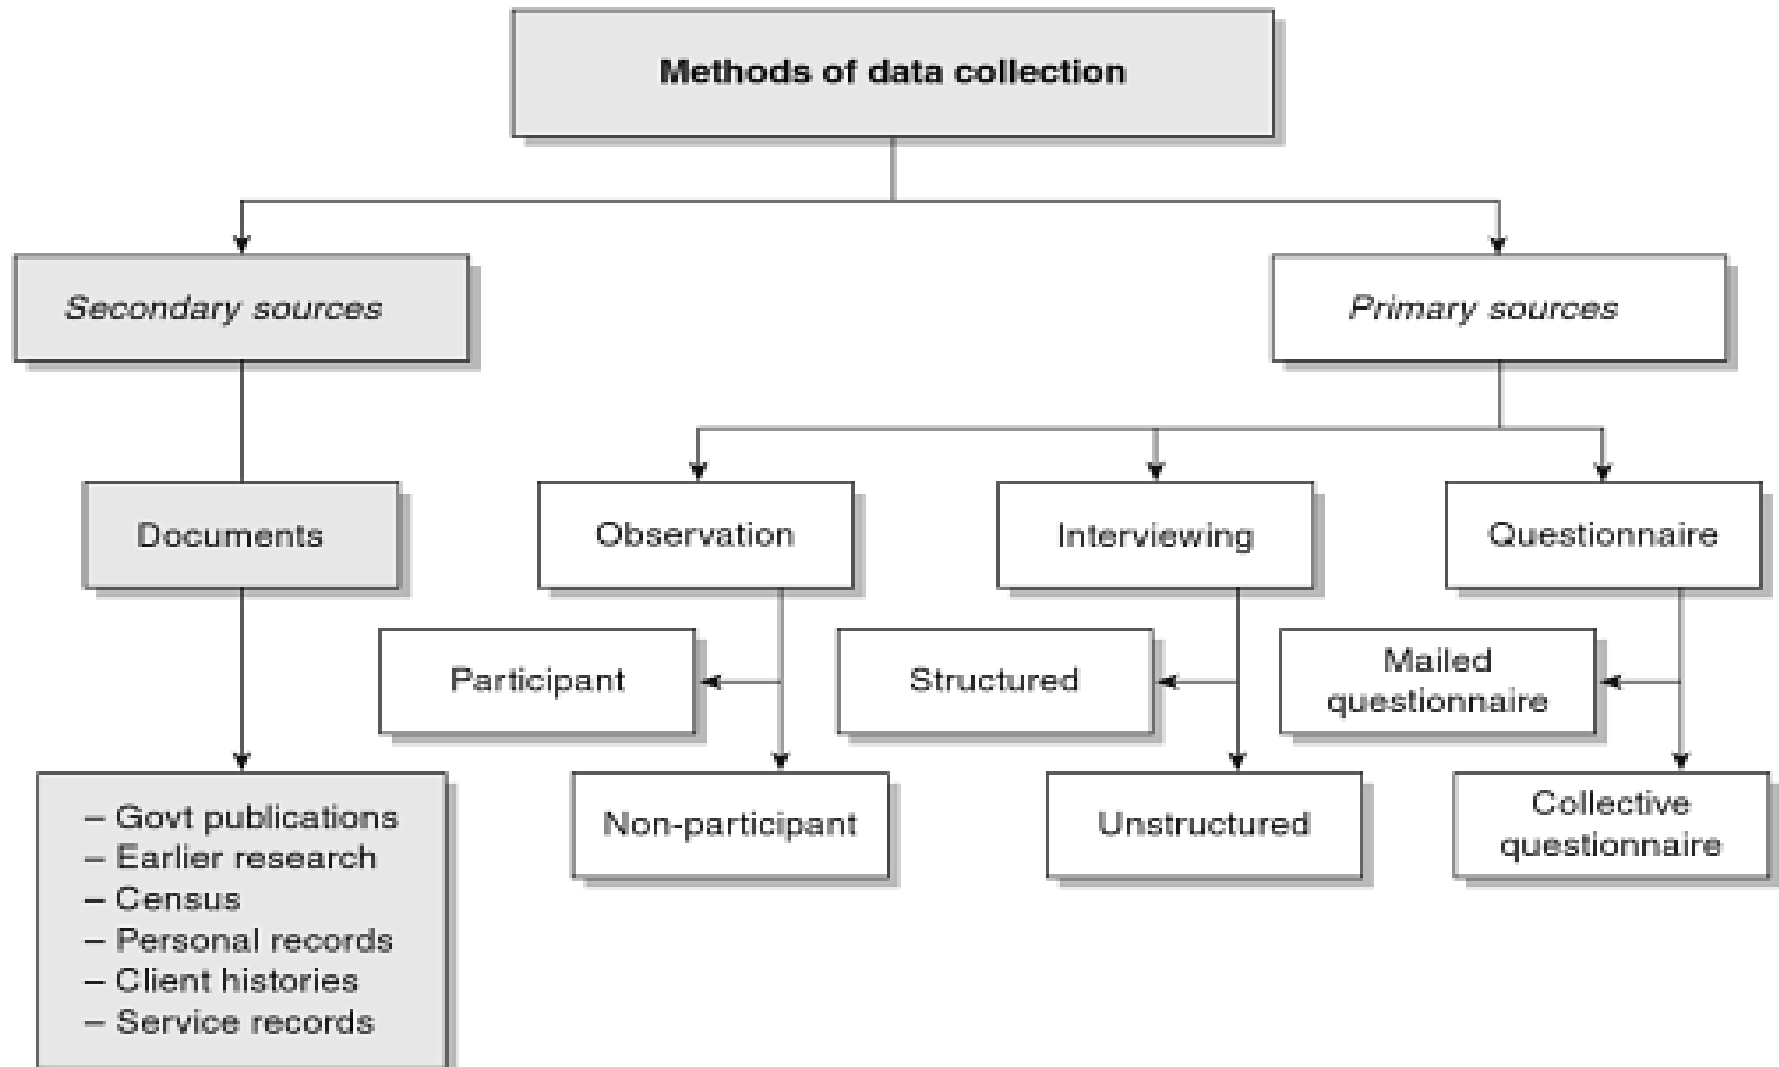 Methods of data collection
Secondary sources
Primary sources
Documents
Observation
Interviewing
Questionnaire
Participant
Structured
Mailed
questionnaire
Non-participant
Unstructured
Collective
questionnaire
– Govt publications
– Earlier research
– Census
– Personal records
– Client histories
– Service records